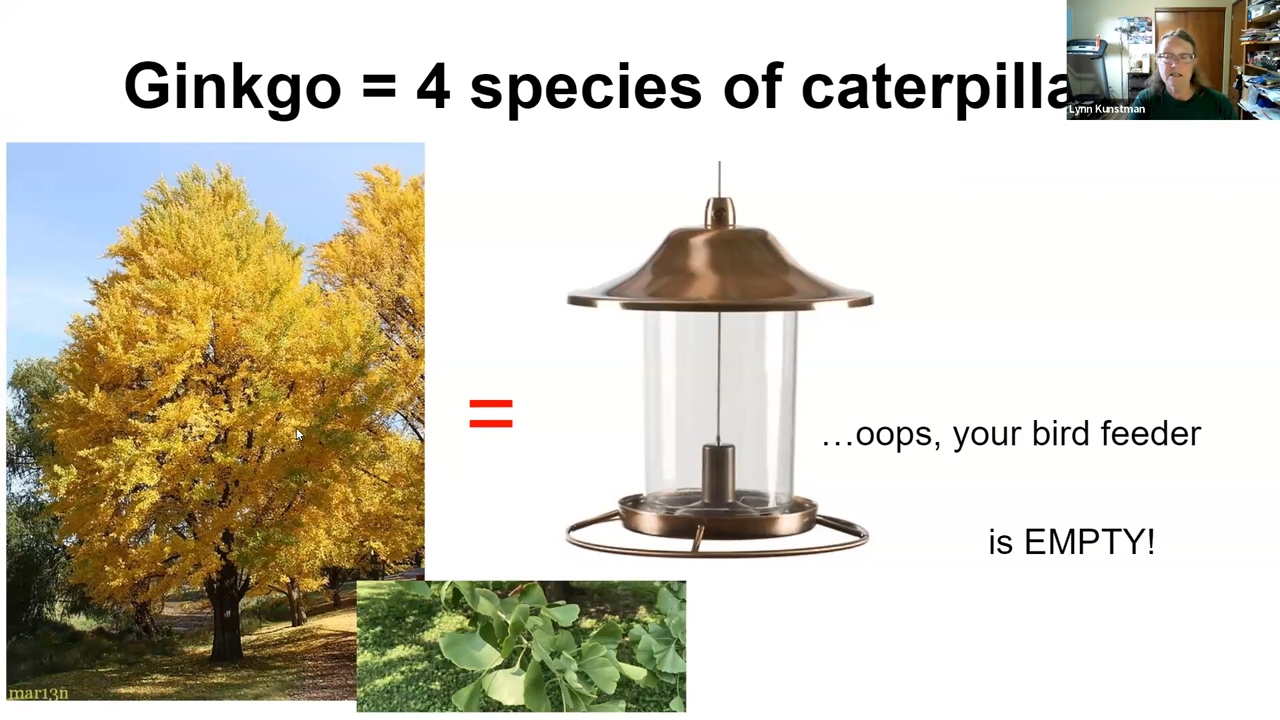 Ginkgo = 4 species of caterpilla
Lynn Kunstman
=
…oops, your bird feeder
is EMPTY!
mar13n